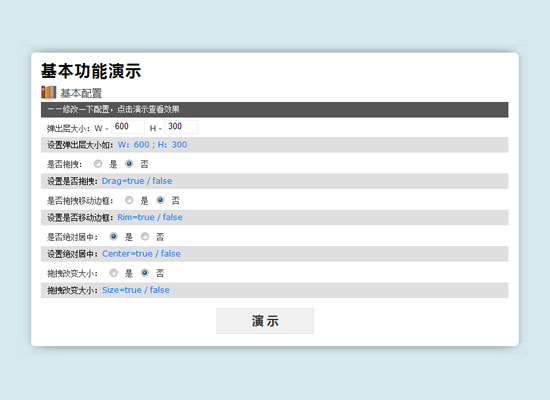 基本功能演示
基本配置
－－修改一下配置，点击演示查看效果
弹出层大小： W - 600 H - 300
设置弹出层大小如： W：600；H：300
是否拖拽： 是 否
设置是否拖拽：Drag=true / false
是否拖拽移动边框： 是 否
设置是否移动边框：Rim=true / false
是否绝对居中： 是 否
设置绝对居中：Center=true / false
拖拽改变大小： 是 否
拖拽改变大小：Size=true / false
演 示